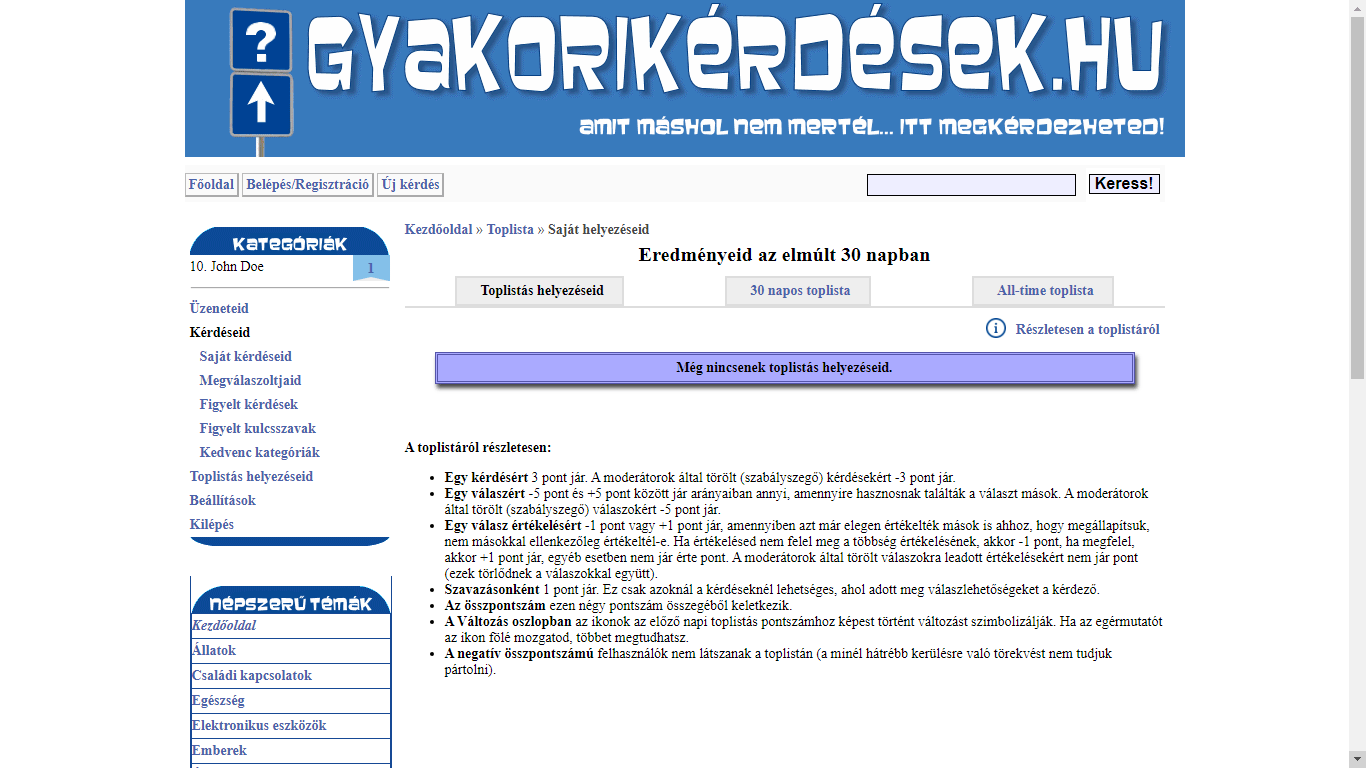 ?
GYAKORIKÉRDÉSEK.HU
AMIT MÁSHOL NEM MERTÉL... ITT MEGKÉRDEZHETED!
Főoldal Belépés/Regisztráció Új kérdés Keress!
KATEGÓRIÁK
10. John Doe 1
Üzeneteid
Kérdéseid
Saját kérdéseid
Megválaszoltjaid
Figyelt kérdések
Figyelt kulcsszavak
Kedvenc kategóriák
Toplistás helyezéseid
Beállítások
Kilépés
NÉPSZERŰ TÉMÁK
Kezdőoldal
Állatok
Családi kapcsolatok
Egészség
Elektronikus eszközök
Emberek
Kezdőoldal » Toplista » Saját helyezéseid
Eredményeid az elmúlt 30 napban
Toplistás helyezéseid 30 napos toplista All-time toplista
i Részletesen a toplistáról
Még nincsenek toplistás helyezéseid.
A toplistáról részletesen:
• Egy kérdésért 3 pont jár. A moderátorok által törölt (szabályszegő) kérdésekért -3 pont jár.
• Egy válaszért -5 pont és +5 pont között jár arányaiban annyi, amennyire hasznosnak találták a választ mások. A moderátorok
által törölt (szabályszegő) válaszokért -5 pont jár.
• Egy válasz értékelésért -1 pont vagy +1 pont jár, amennyiben azt már elegen értékelték mások is ahhoz, hogy megállapítsuk,
nem másokkal ellenkezőleg értékeltél-e. Ha értékelésed nem felel meg a többség értékelésének, akkor -1 pont, ha megfelel,
akkor +1 pont jár, egyéb esetben nem jár érte pont. A moderátorok által törölt válaszokra leadott értékelésekért nem jár pont
(ezek törlődnek a válaszokkal együtt).
• Szavazásonként 1 pont jár. Ez csak azoknál a kérdéseknél lehetséges, ahol adott meg válaszlehetőségeket a kérdező.
• Az összpontszám ezen négy pontszám összegéből keletkezik.
• A Változás oszlopban az ikonok az előző napi toplistás pontszámhoz képest történt változást szimbolizálják. Ha az egérmutatót
az ikon fölé mozgatod, többet megtudhatsz.
• A negatív összpontszámú felhasználók nem látszanak a toplistán (a minél hátrébb kerülésre való törekvést nem tudjuk
pártolni).